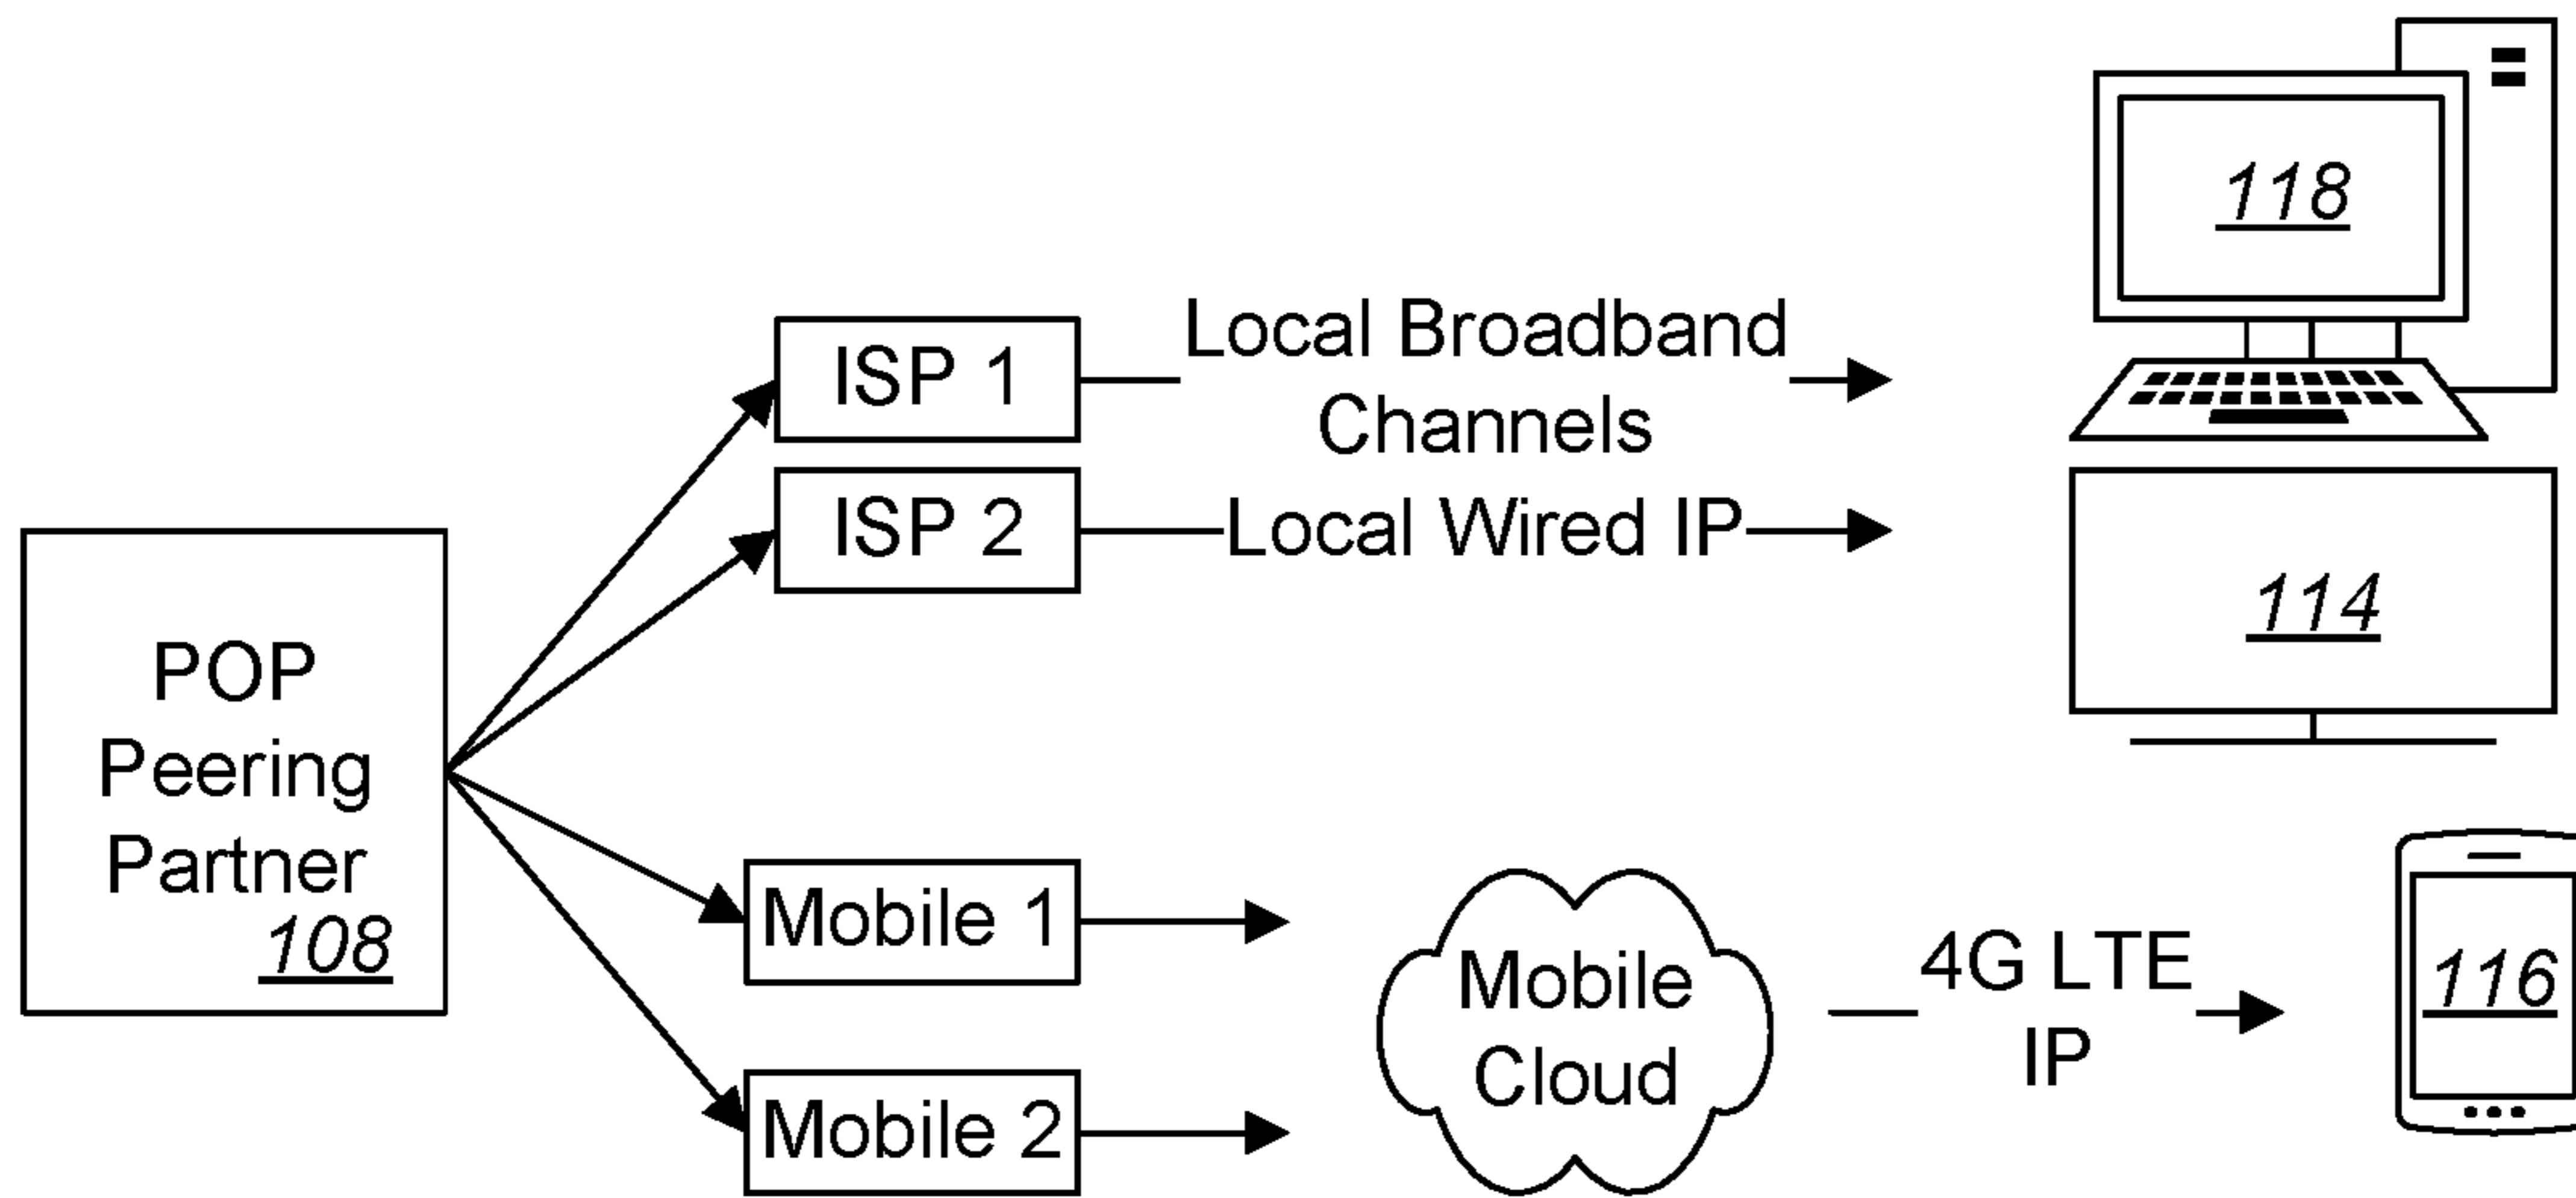 118
ISP 1
Local Broadband
Channels
ISP 2
Local Wired IP
114
POP
Peering
Partner
108
Mobile 1
Mobile 2
Mobile
Cloud
4G LTE
IP
116